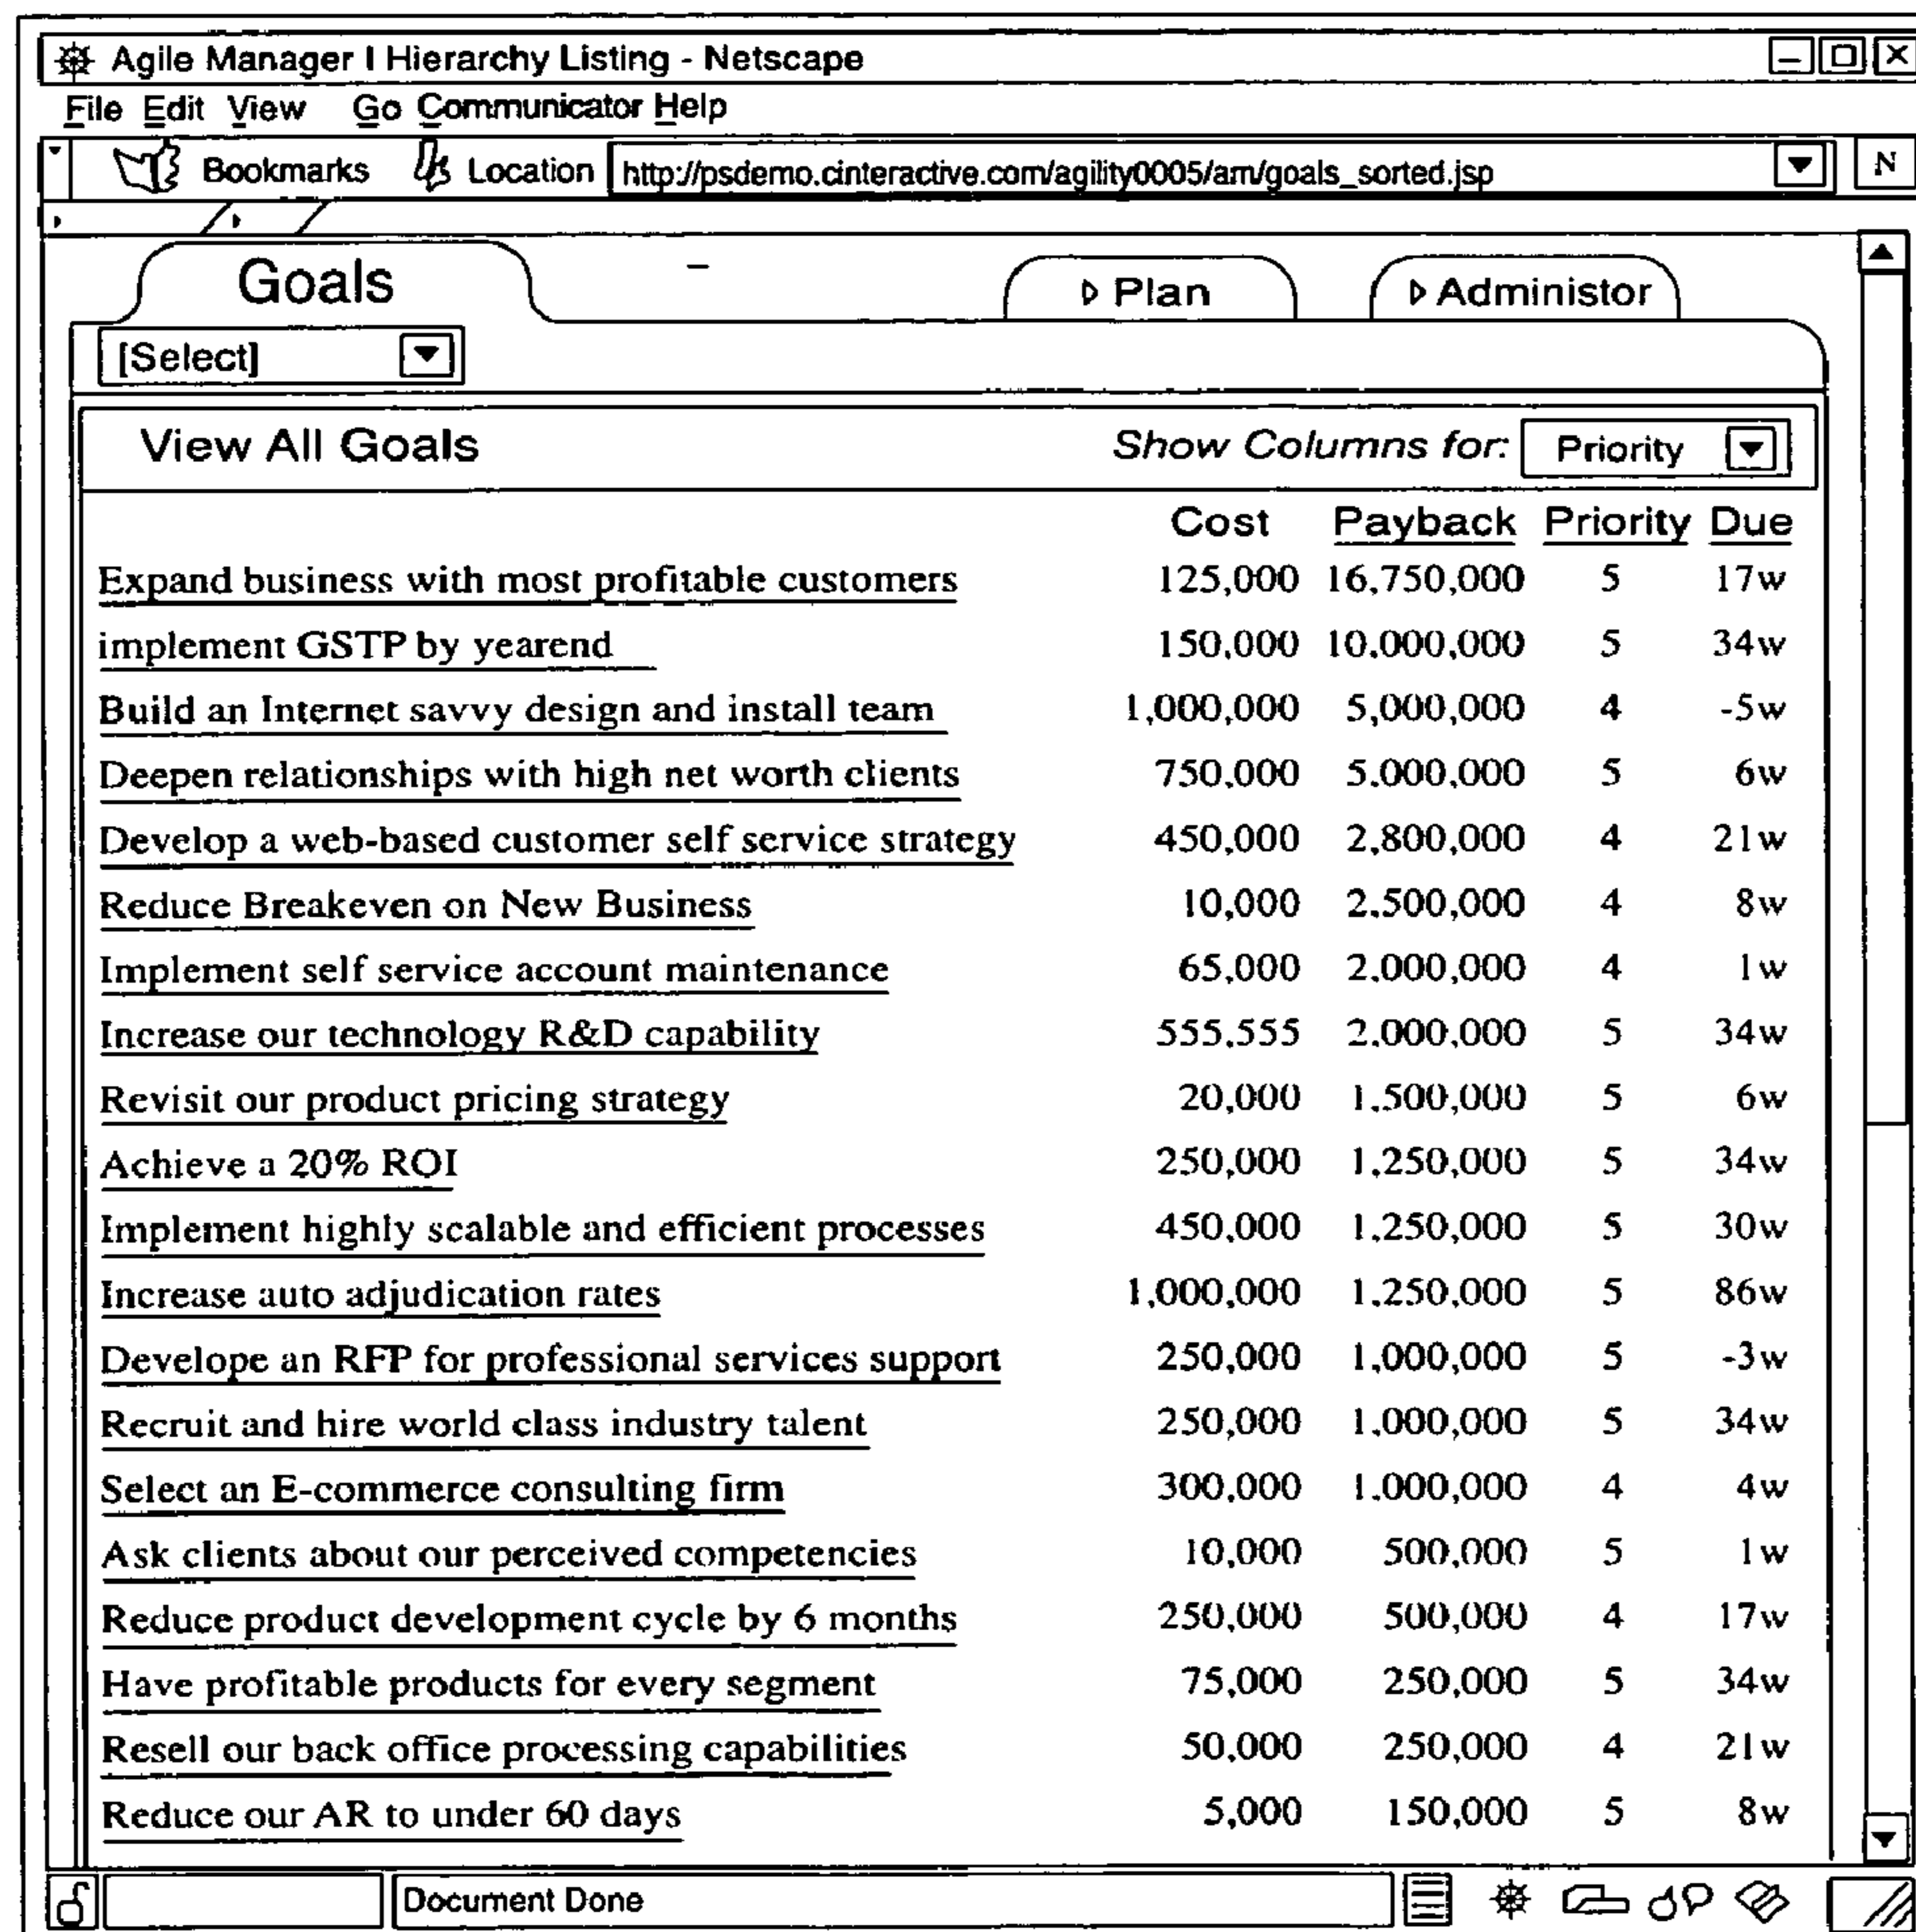 Agile Manager I Hierarchy Listing - Netscape
File Edit View Go Communicator Help
Bookmarks Location http://psdemo.cinteractive.com/agility0005/am/goals_sorted.jsp N
Goals Plan Administor
[Select]
View All Goals Show Columns for: Priority
Cost Payback Priority Due
Expand business with most profitable customers 125,000 16,750,000 5 17w
implement GSTP by yearend 150,000 10,000,000 5 34w
Build an Internet savvy design and install team 1,000,000 5,000,000 4 -5w
Deepen relationships with high net worth clients 750,000 5,000,000 5 6w
Develop a web-based customer self service strategy 450,000 2,800,000 4 21w
Reduce Breakeven on New Business 10,000 2,500,000 4 8w
Implement self service account maintenance 65,000 2,000,000 4 1w
Increase our technology R&D capability 555,555 2,000,000 5 34w
Revisit our product pricing strategy 20,000 1,500,000 5 6w
Achieve a 20% ROI 250,000 1,250,000 5 34w
Implement highly scalable and efficient processes 450,000 1,250,000 5 30w
Increase auto adjudication rates 1,000,000 1,250,000 5 86w
Develope an RFP for professional services support 250,000 1,000,000 5 -3w
Recruit and hire world class industry talent 250,000 1,000,000 5 34w
Select an E-commerce consulting firm 300,000 1,000,000 4 4w
Ask clients about our perceived competencies 10,000 500,000 5 1w
Reduce product development cycle by 6 months 250,000 500,000 4 17w
Have profitable products for every segment 75,000 250,000 5 34w
Resell our back office processing capabilities 50,000 250,000 4 21w
Reduce our AR to under 60 days 5,000 150,000 5 8w
Document Done